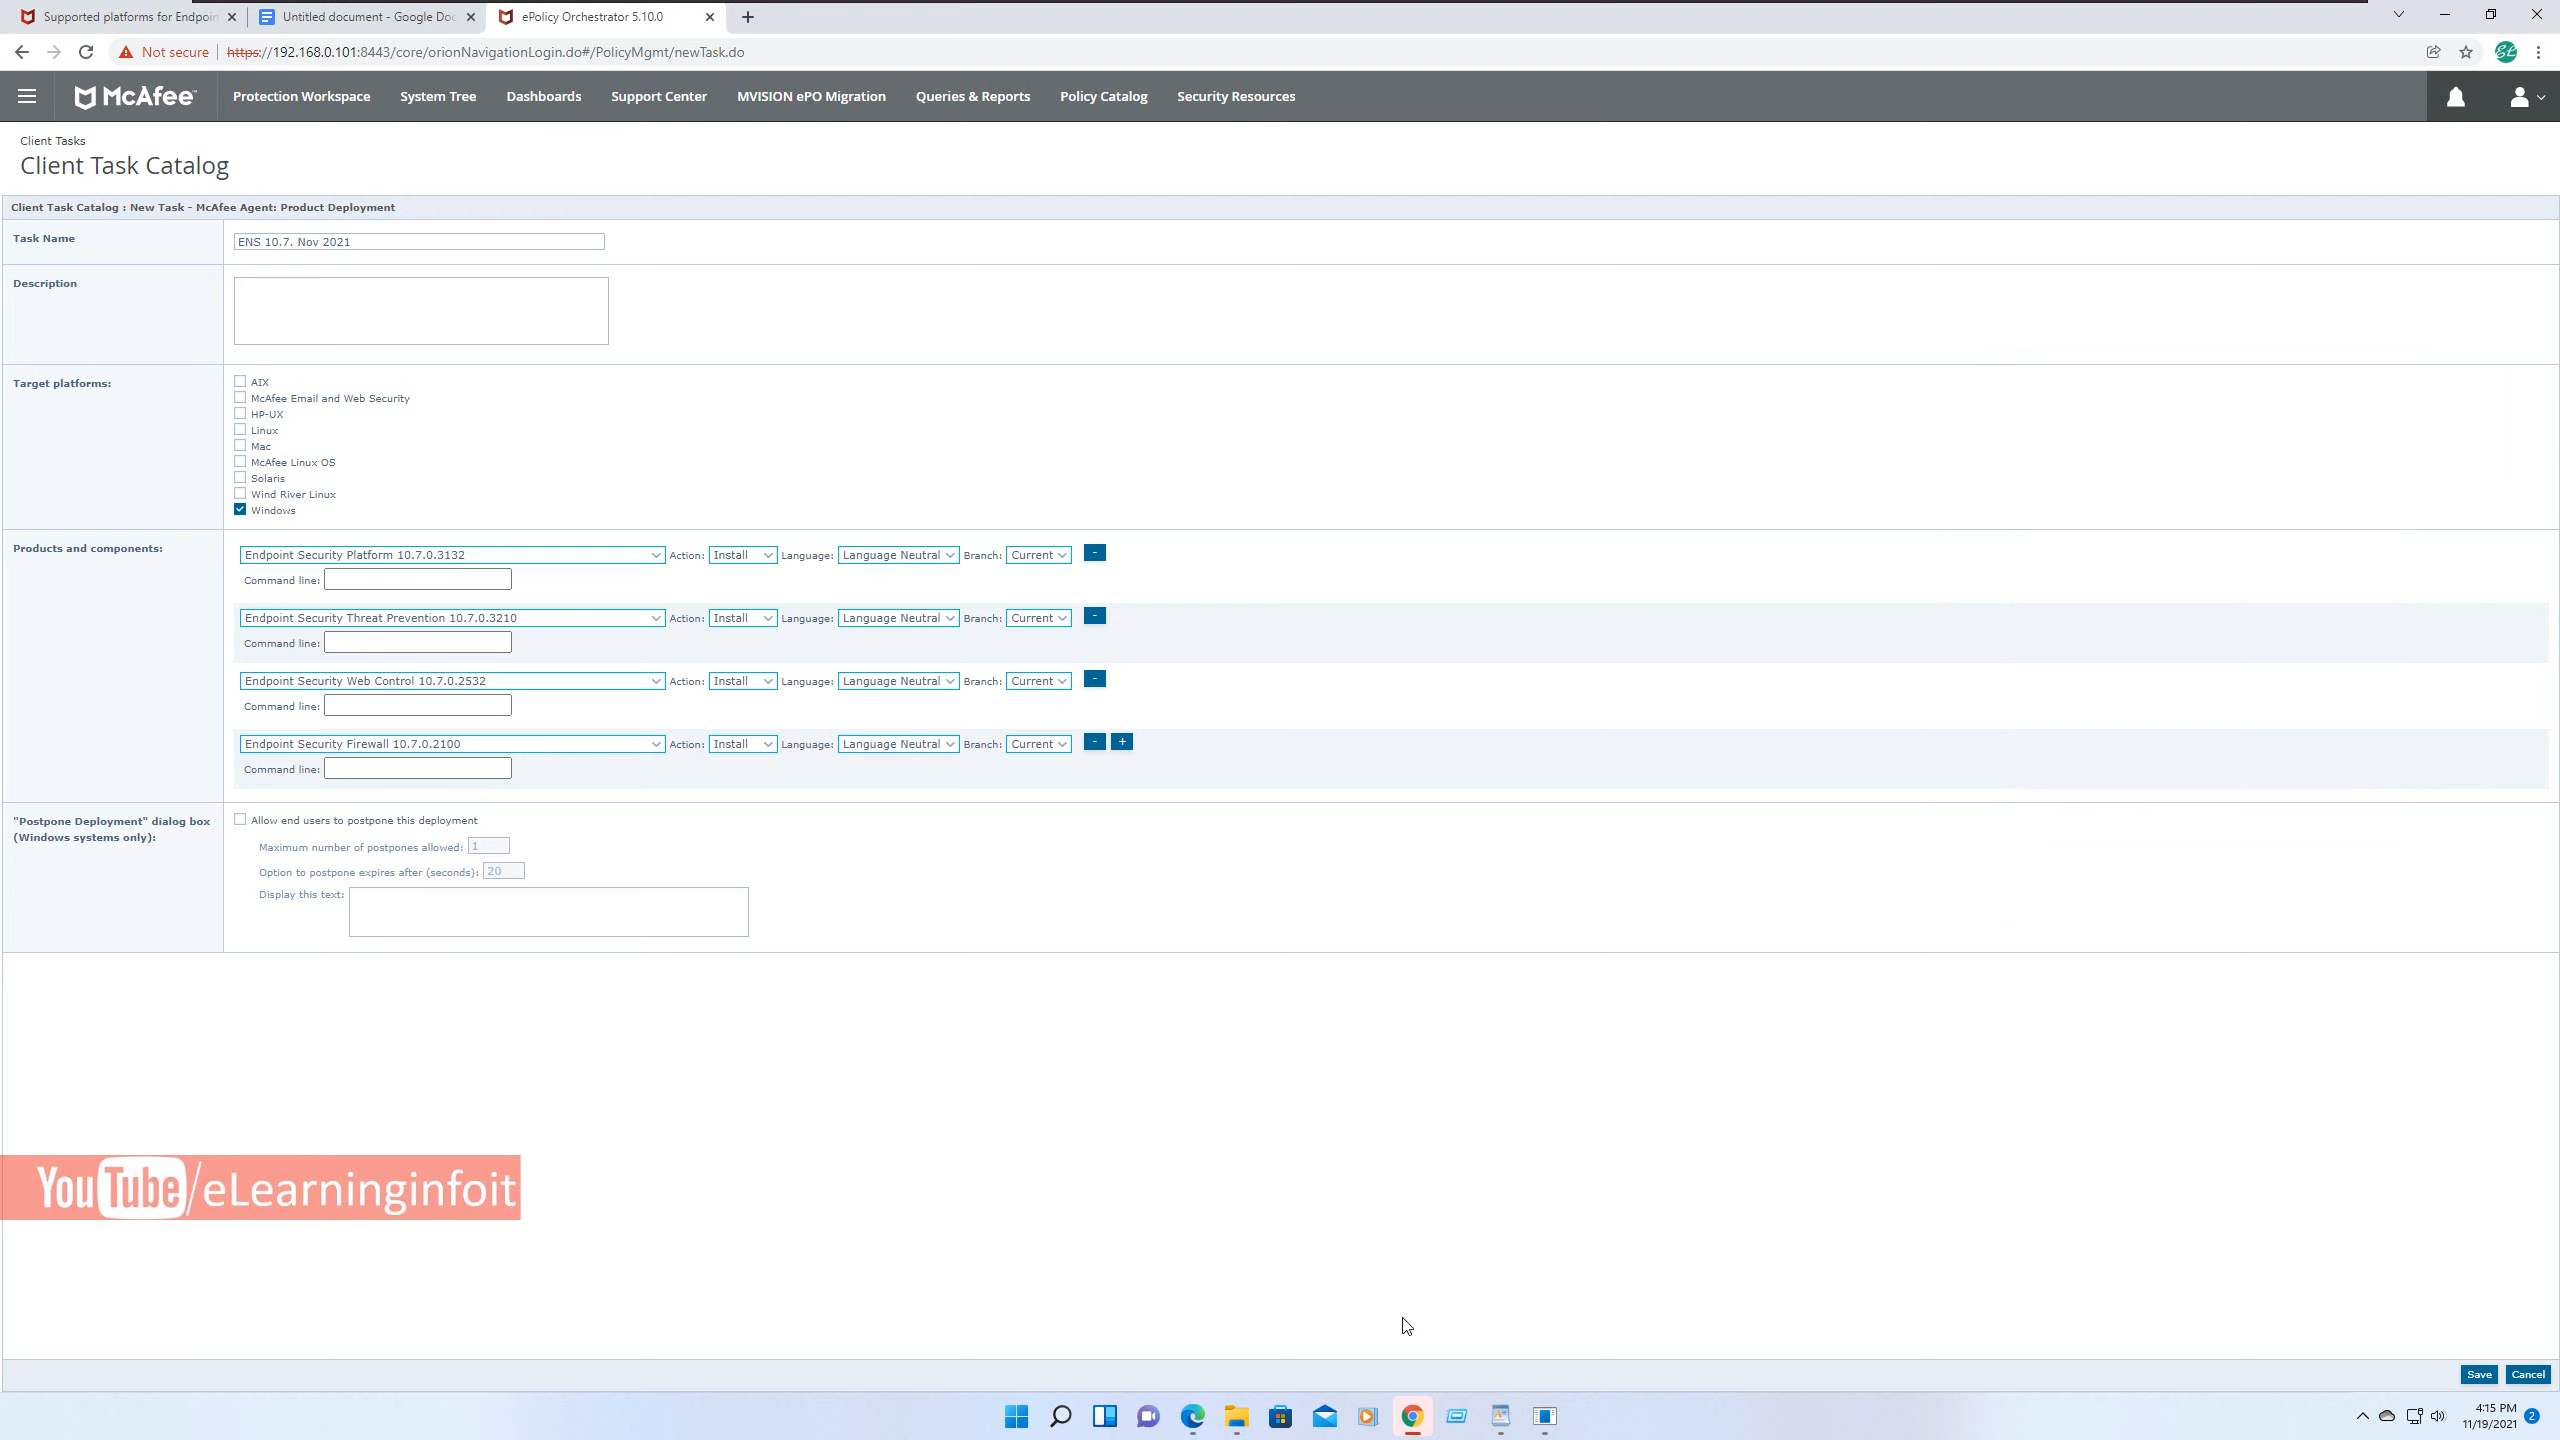 Supported platforms for Endpoin
Untitled document - Google Doc
ePolicy Orchestrator 5.10.0
Not secure
https://192.168.0.101:8443/core/orionNavigationLogin.do#/PolicyMgmt/newTask.do
McAfee
Protection Workspace
System Tree
Dashboards
Support Center
MVISION ePO Migration
Queries & Reports
Policy Catalog
Security Resources
Client Tasks
Client Task Catalog
Client Task Catalog : New Task - McAfee Agent: Product Deployment
Task Name
ENS 10.7. Nov 2021
Description
Target platforms:
AIX
McAfee Email and Web Security
HP-UX
Linux
Mac
McAfee Linux OS
Solaris
Wind River Linux
Windows
Products and components:
Endpoint Security Platform 10.7.0.3132 Action: Install Language: Language Neutral Branch: Current -
Command line:
Endpoint Security Threat Prevention 10.7.0.3210 Action: Install Language: Language Neutral Branch: Current -
Command line:
Endpoint Security Web Control 10.7.0.2532 Action: Install Language: Language Neutral Branch: Current -
Command line:
Endpoint Security Firewall 10.7.0.2100 Action: Install Language: Language Neutral Branch: Current - +
Command line:
"Postpone Deployment" dialog box
(Windows systems only):
Allow end users to postpone this deployment
Maximum number of postpones allowed: 1
Option to postpone expires after (seconds): 20
Display this text:
YouTube/eLearninginfoit
Save Cancel
4:15 PM
11/19/2021
2